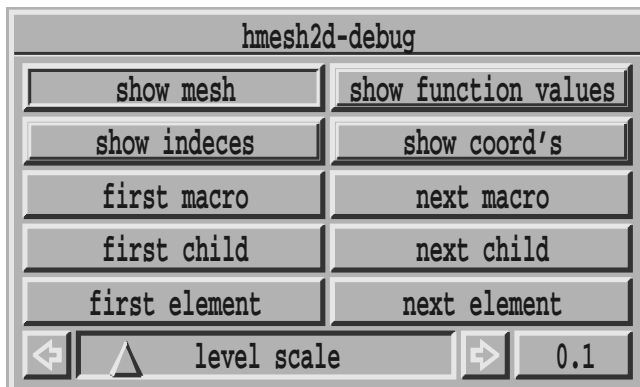 hmesh2d-debug
show mesh show function values
show indeces show coord's
first macro next macro
first child next child
first element next element
level scale 0.1